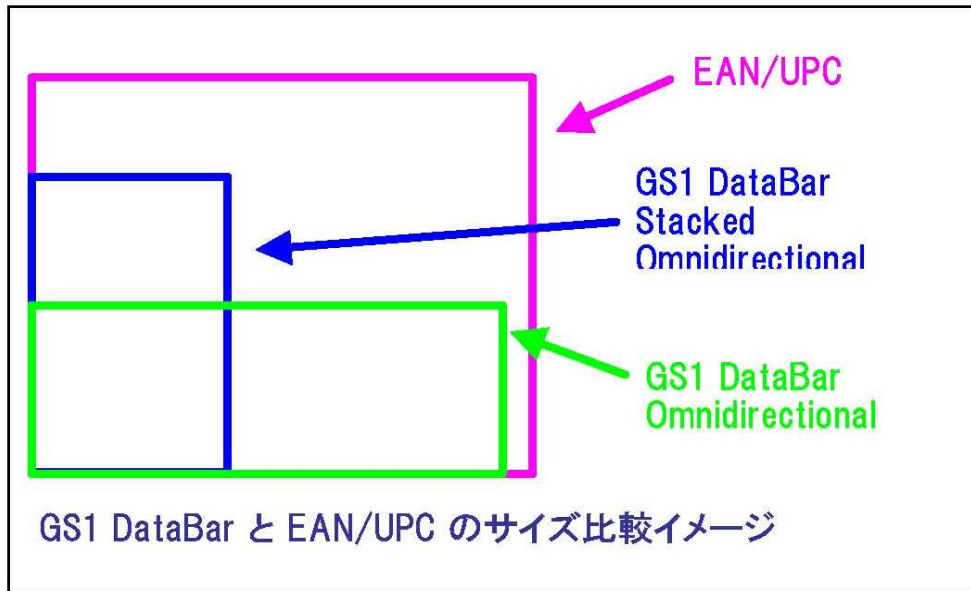 EAN/UPC
GS1 DataBar
Stacked
Omnidirectional
GS1 DataBar
Omnidirectional
GS1 DataBar と EAN/UPC のサイズ比較イメージ